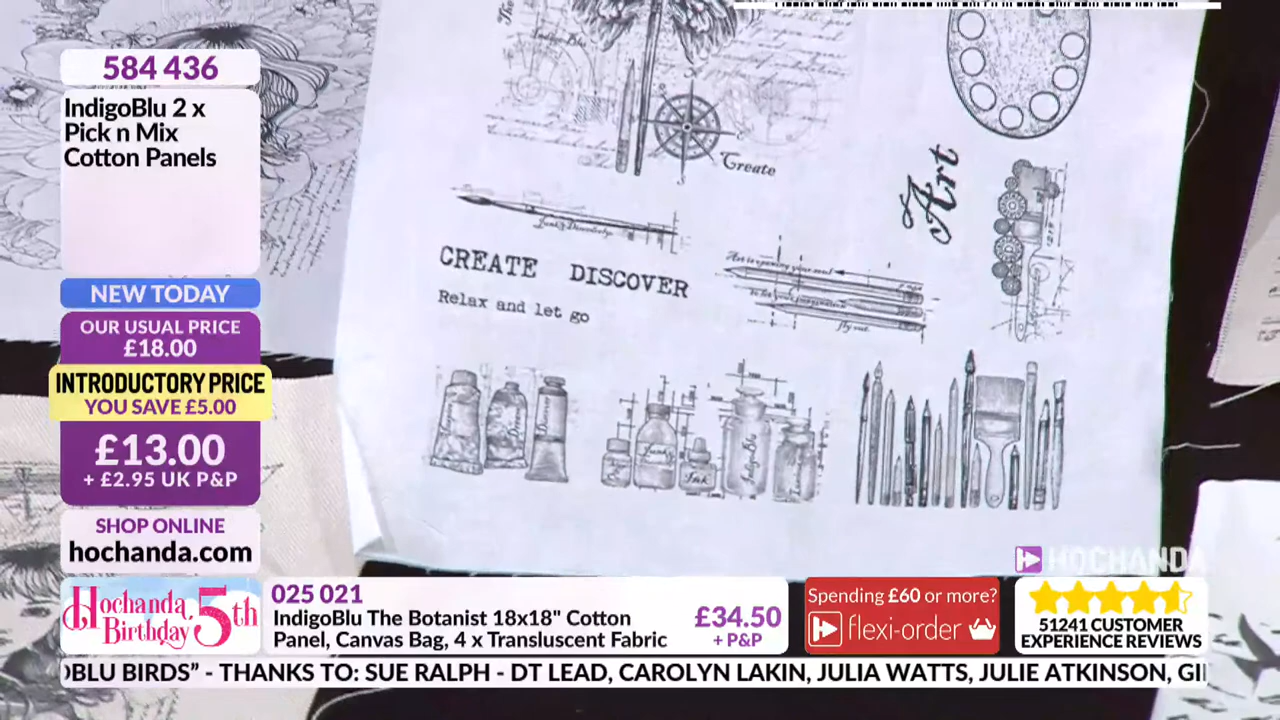 584 436
IndigoBlu 2 x
Pick n Mix
Cotton Panels
NEW TODAY
OUR USUAL PRICE
£18.00
INTRODUCTORY PRICE
YOU SAVE £5.00
£13.00
+ £2.95 UK P&P
SHOP ONLINE
hochanda.com
Create
Art
CREATE DISCOVER
Relax and let go
Ink
HOCHANDA
Hochanda
Birthday
5th
025 021
IndigoBlu The Botanist 18x18" Cotton
Panel, Canvas Bag, 4 x Transluscent Fabric
£34.50
+ P&P
Spending £60 or more?
flexi-order
51241 CUSTOMER
EXPERIENCE REVIEWS
OBLU BIRDS” - THANKS TO: SUE RALPH - DT LEAD, CAROLYN LAKIN, JULIA WATTS, JULIE ATKINSON,